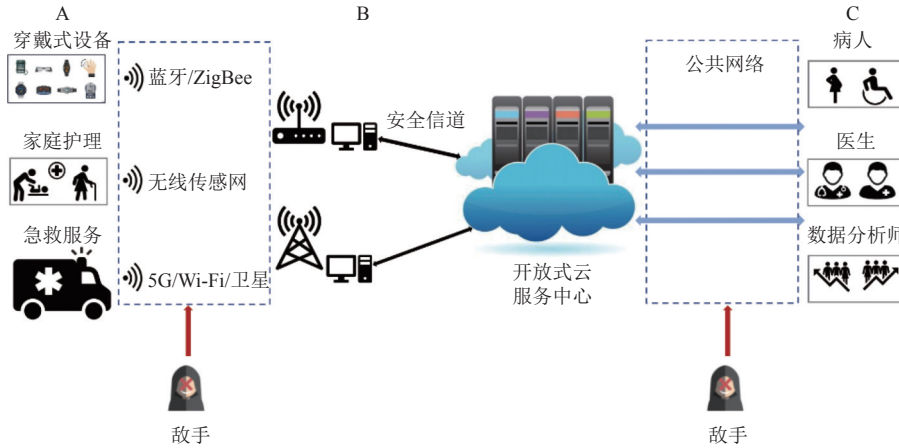 A
B
C
穿戴式设备
蓝牙/ZigBee
家庭护理
无线传感网
急救服务
5G/Wi-Fi/卫星
安全信道
开放式云
服务中心
公共网络
病人
医生
数据分析师
敌手
敌手